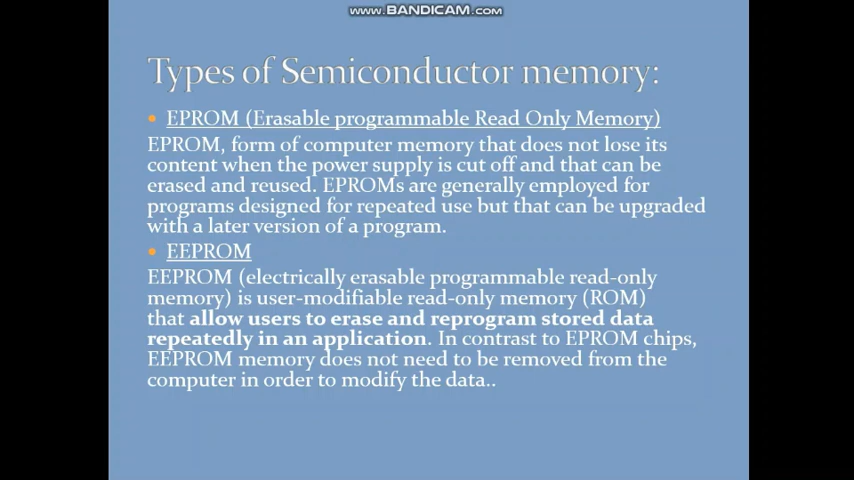 www.BANDICAM.com
Types of Semiconductor memory:
• EPROM (Erasable programmable Read Only Memory)
EPROM, form of computer memory that does not lose its
content when the power supply is cut off and that can be
erased and reused. EPROMs are generally employed for
programs designed for repeated use but that can be upgraded
with a later version of a program.
• EEPROM
EEPROM (electrically erasable programmable read-only
memory) is user-modifiable read-only memory (ROM)
that allow users to erase and reprogram stored data
repeatedly in an application. In contrast to EPROM chips,
EEPROM memory does not need to be removed from the
computer in order to modify the data..